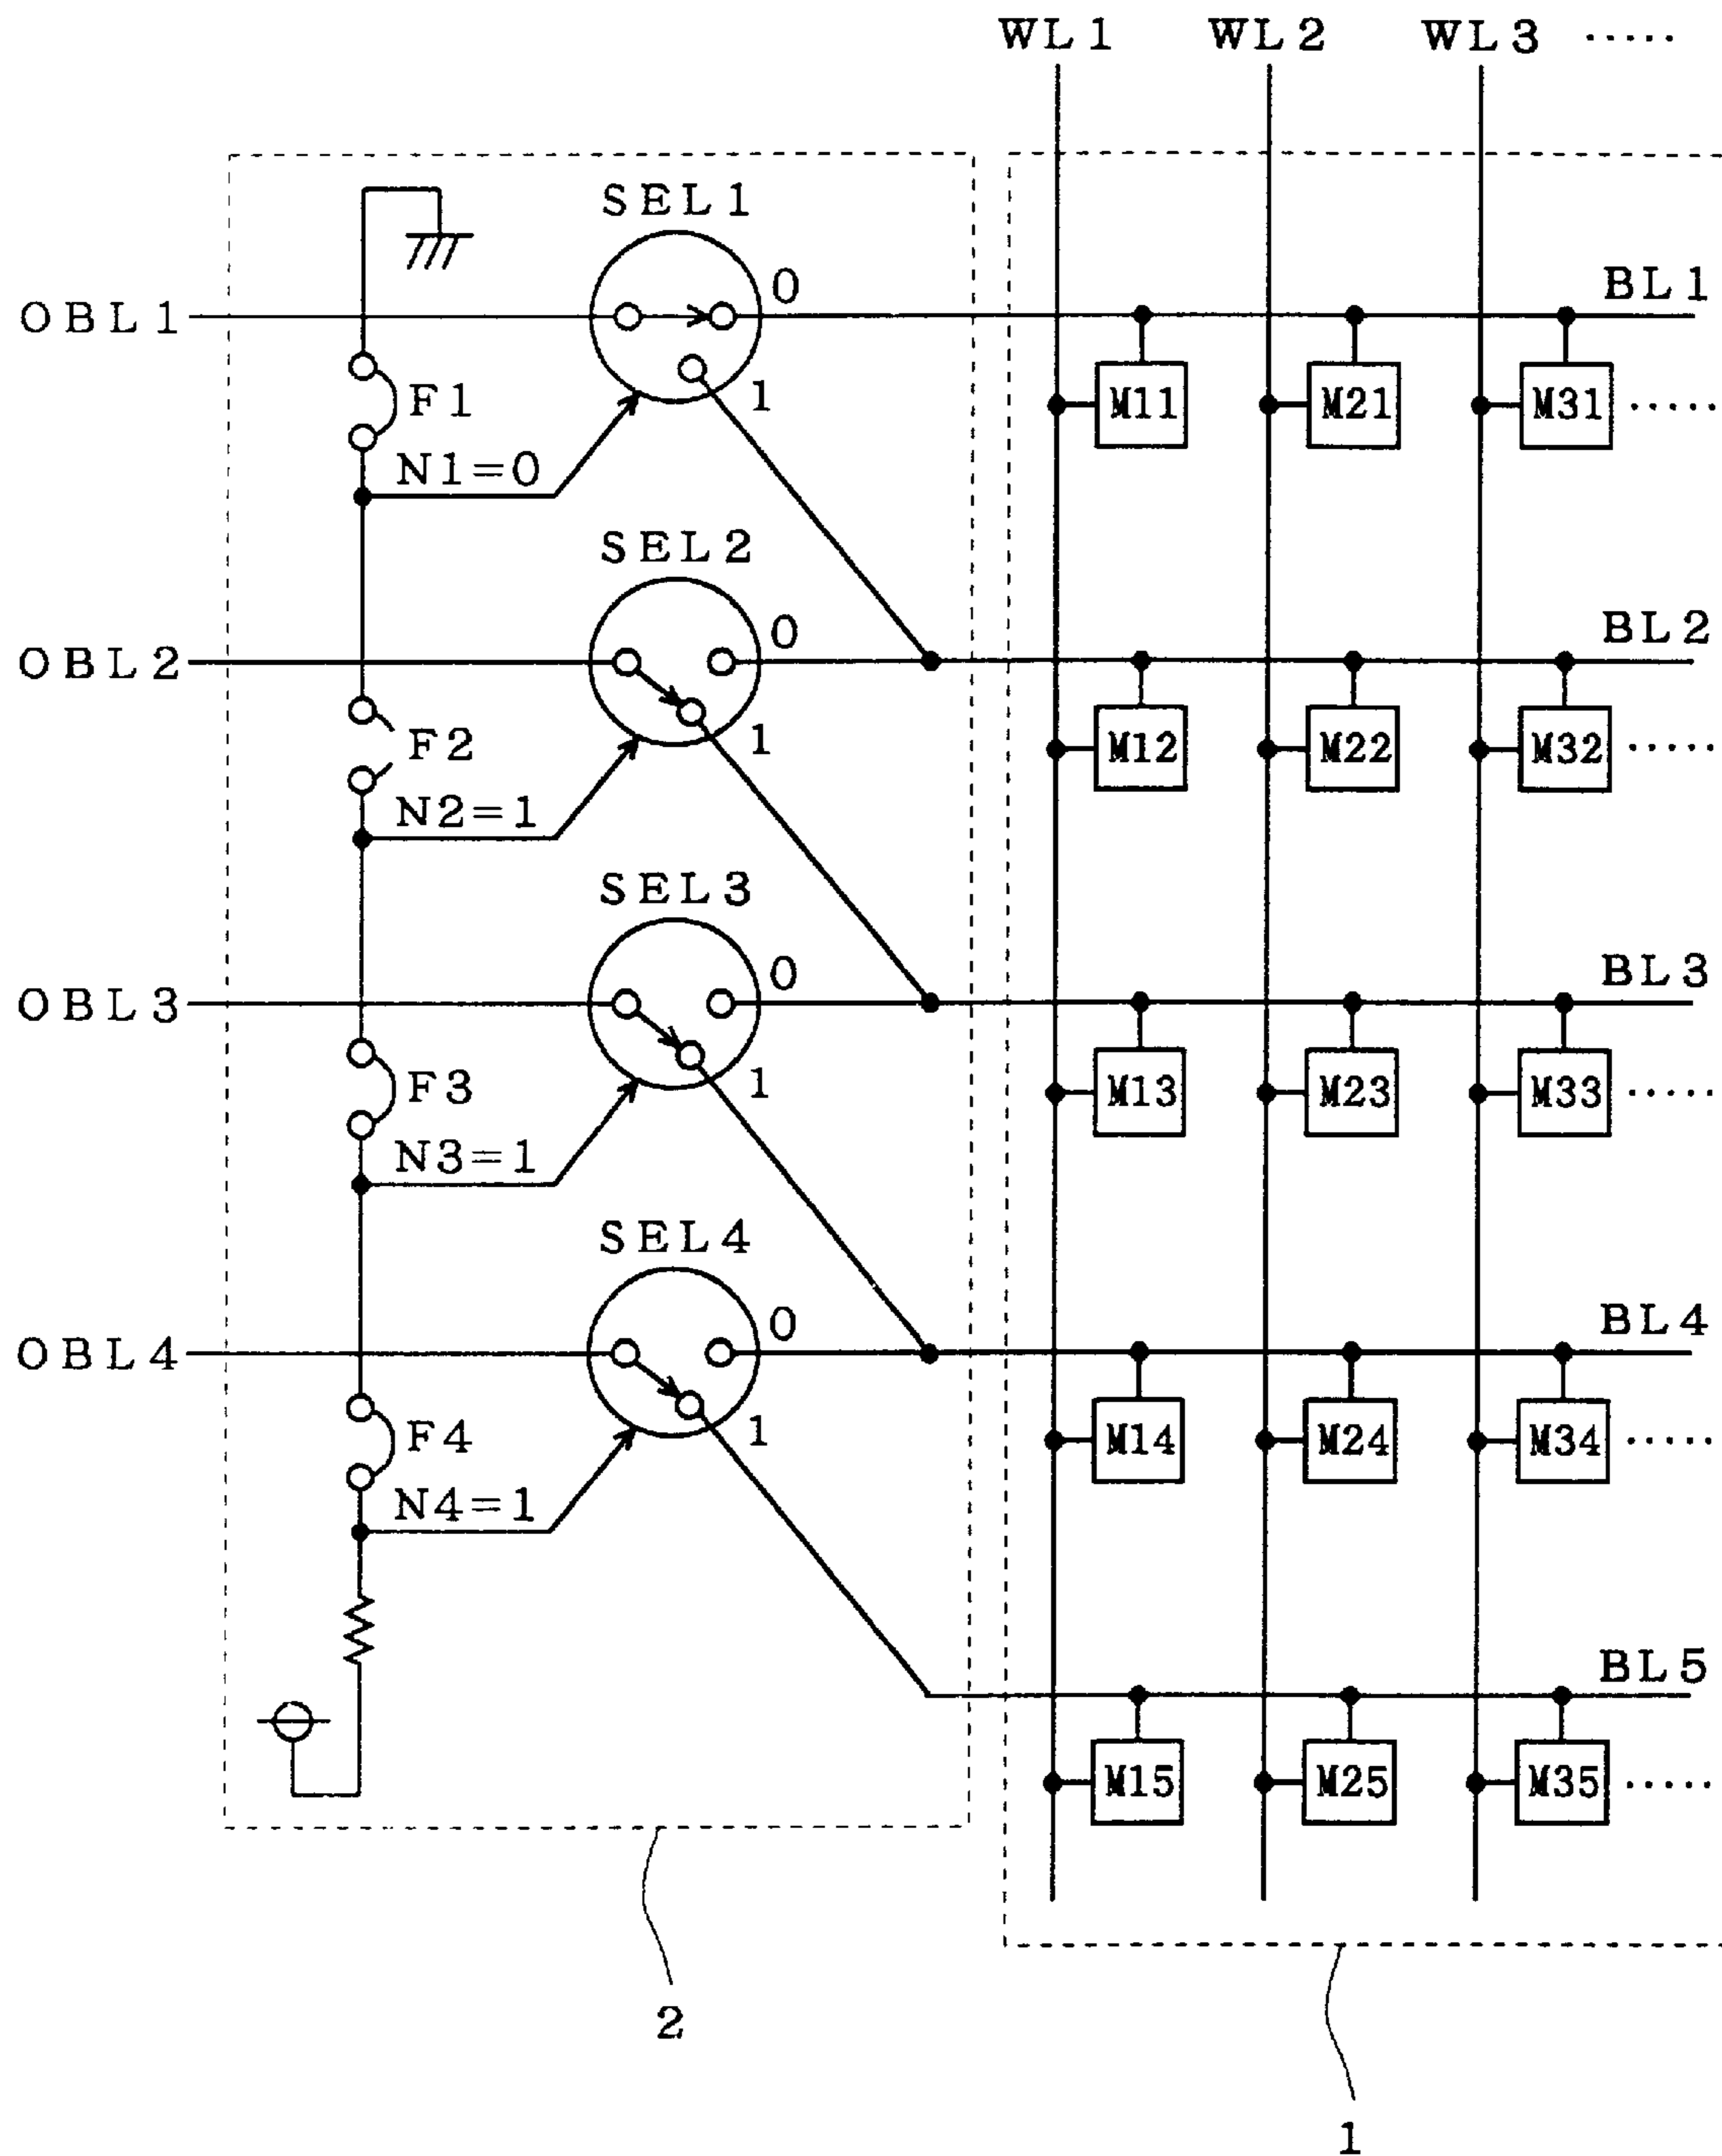 WL1 WL2 WL3 .....
SEL1
0
BL1
OBL1
1
F1
M11 M21 M31 .....
N1=0
SEL2
0
BL2
OBL2
1
F2
M12 M22 M32 .....
N2=1
SEL3
0
BL3
OBL3
1
F3
M13 M23 M33 .....
N3=1
SEL4
0
BL4
OBL4
1
F4
M14 M24 M34 .....
N4=1
BL5
M15 M25 M35 .....
2
1